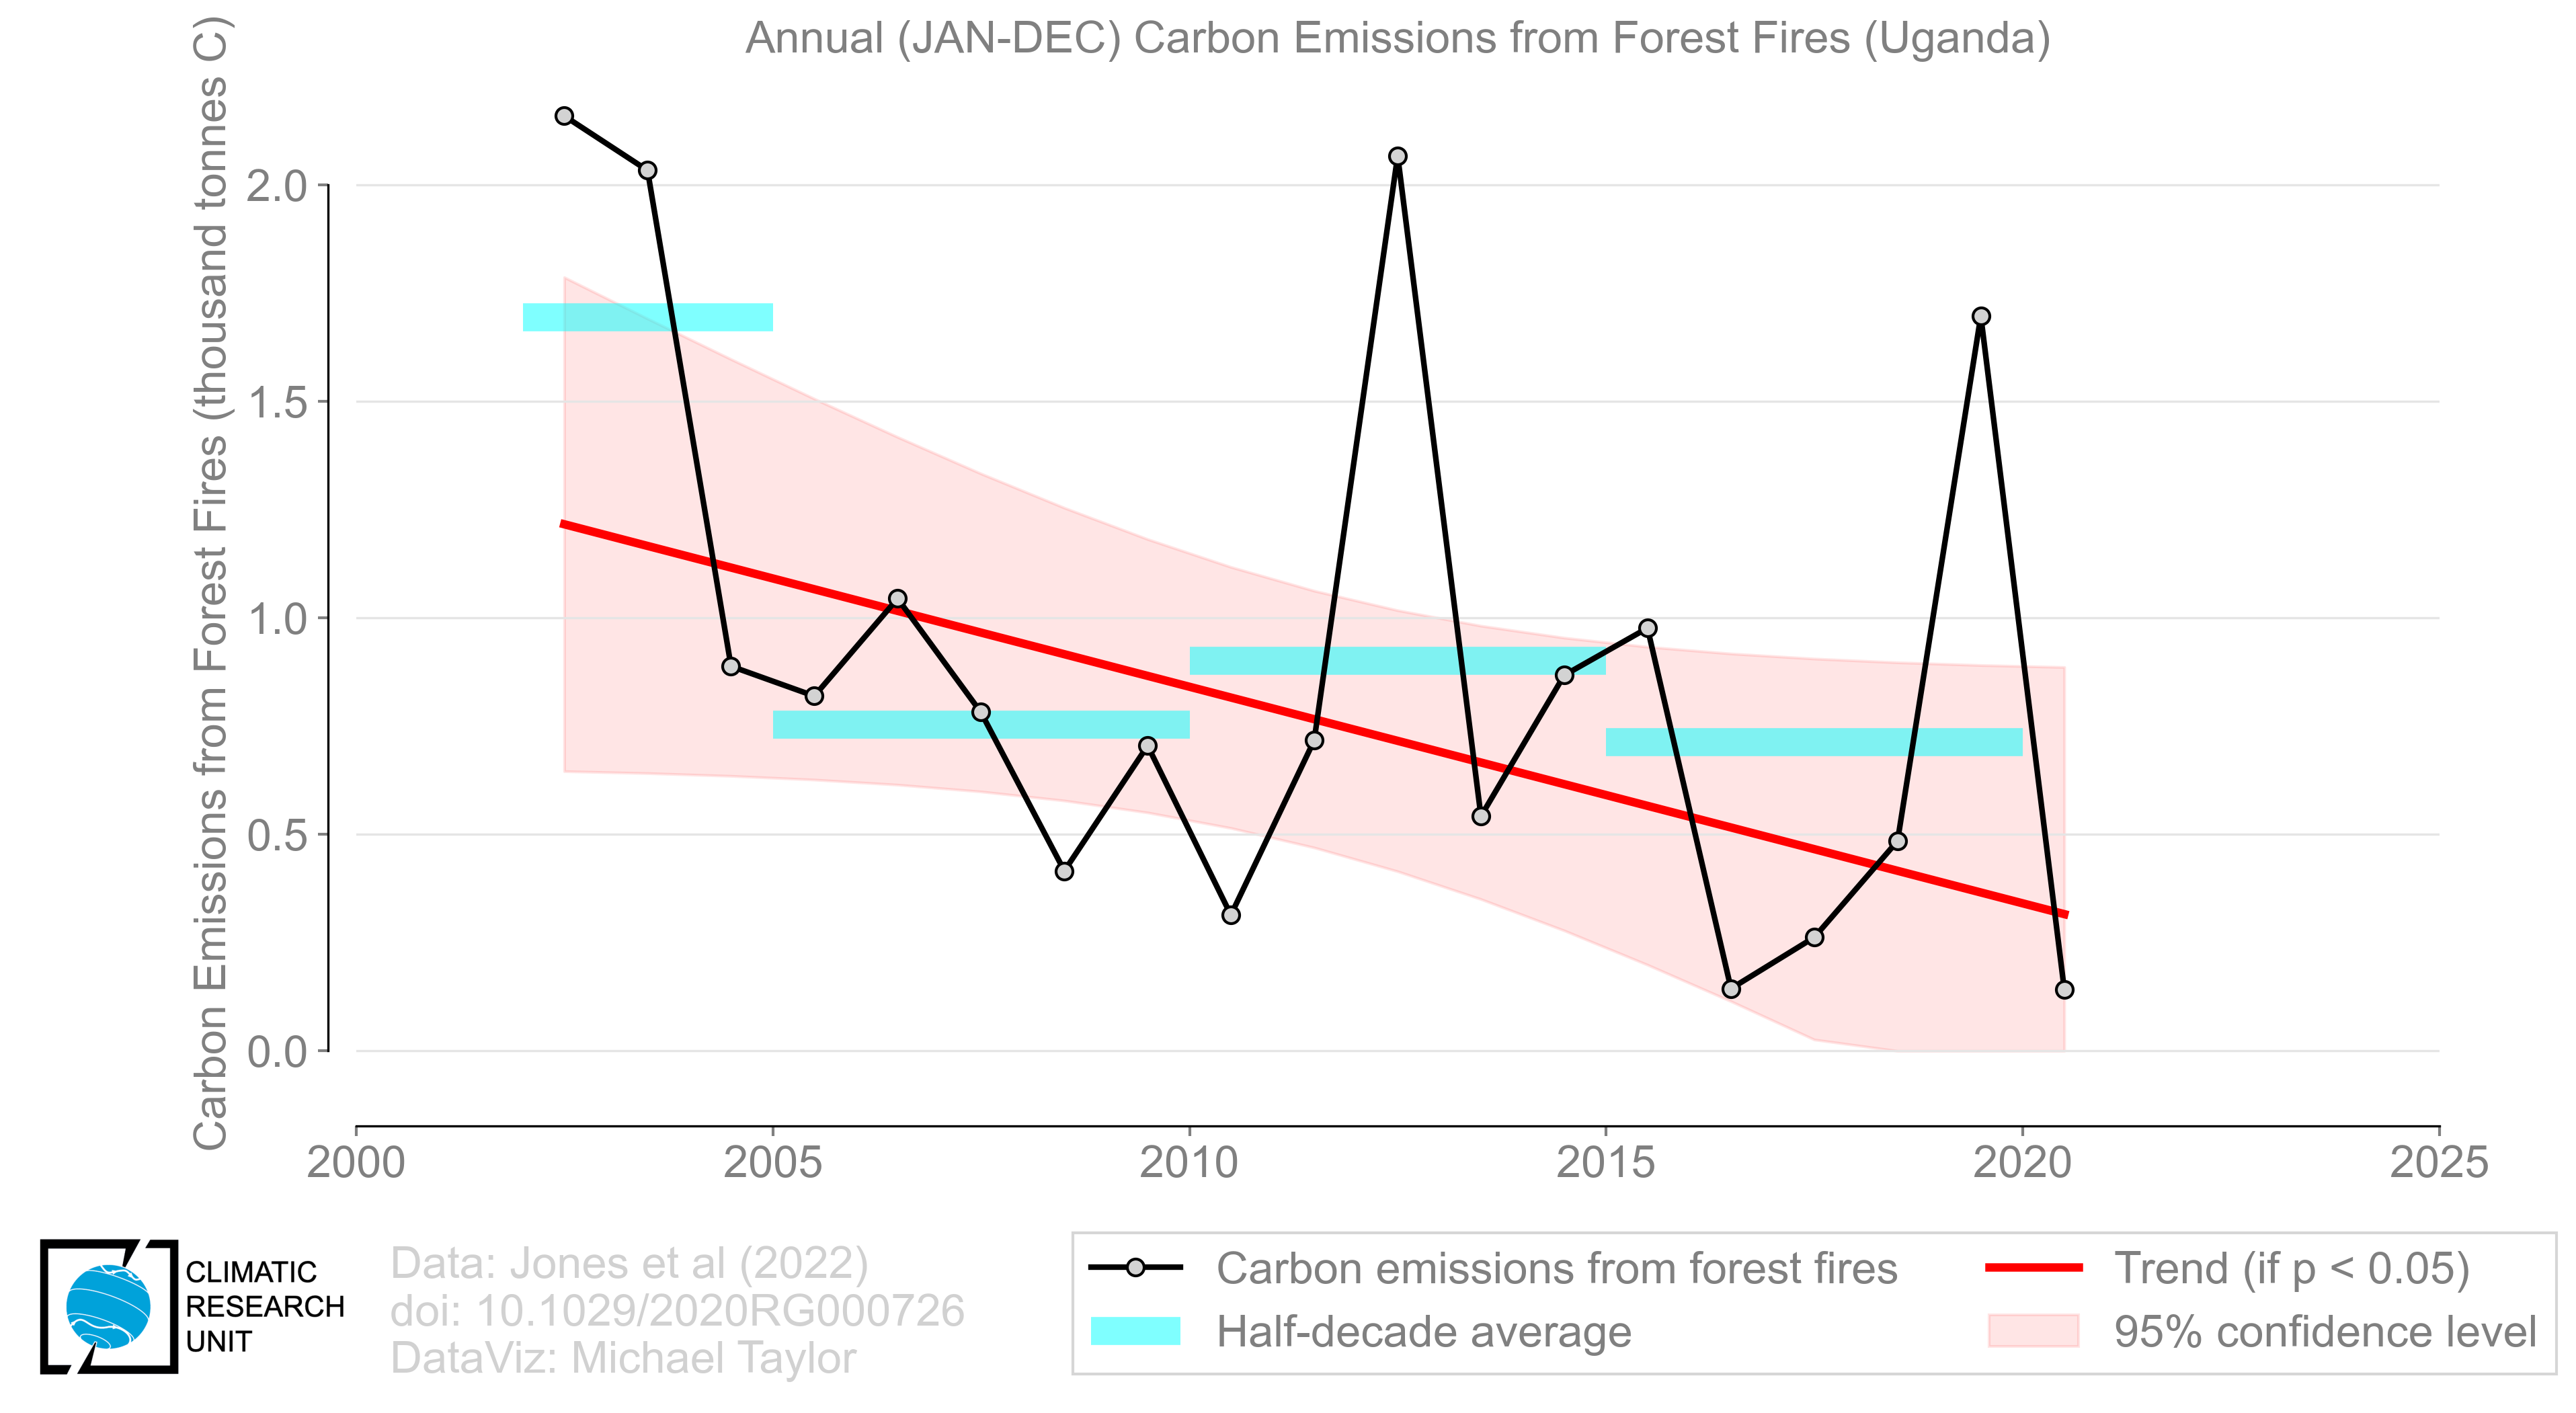 Annual (JAN-DEC) Carbon Emissions from Forest Fires (Uganda)
Carbon Emissions from Forest Fires (thousand tonnes C)
2.0
1.5
1.0
0.5
0.0
2000
2005
2010
2015
2020
2025
CLIMATIC
RESEARCH
UNIT
Data: Jones et al (2022)
doi: 10.1029/2020RG000726
DataViz: Michael Taylor
Carbon emissions from forest fires
Half-decade average
Trend (if p < 0.05)
95% confidence level